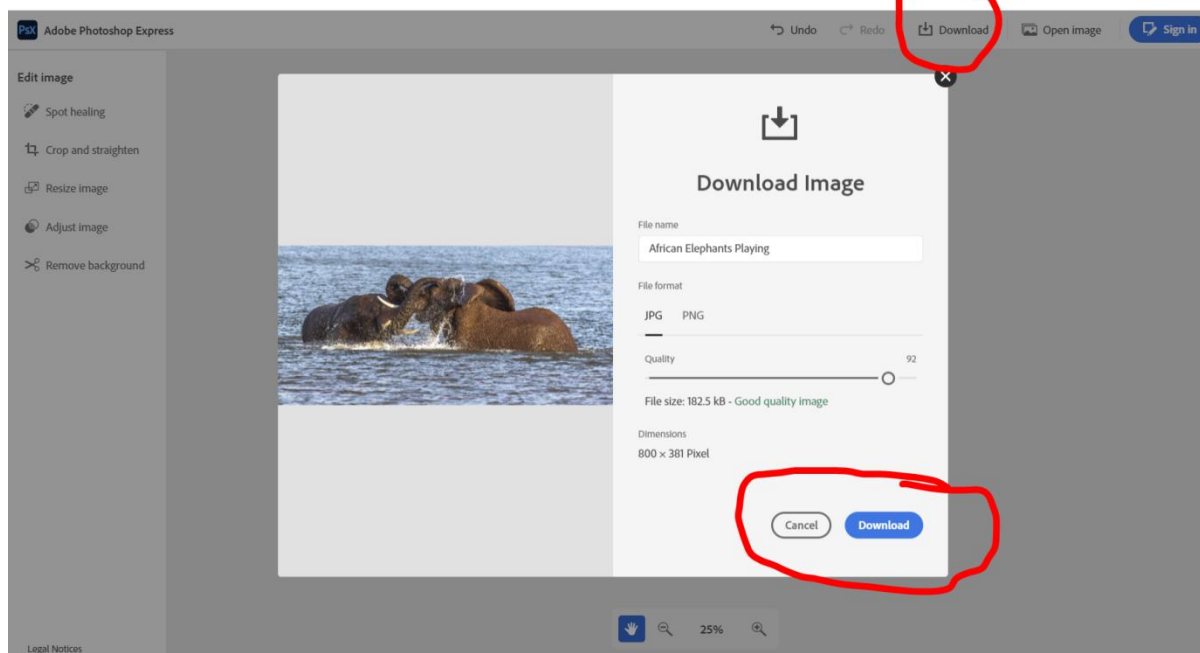 PsX Adobe Photoshop Express
Undo Redo Download Open image Sign in
Edit image
Spot healing
Crop and straighten
Resize image
Adjust image
Remove background
Download Image
File name
African Elephants Playing
File format
JPG PNG
Quality 92
File size: 182.5 kB - Good quality image
Dimensions
800 × 381 Pixel
Cancel Download
25%
Legal Notices